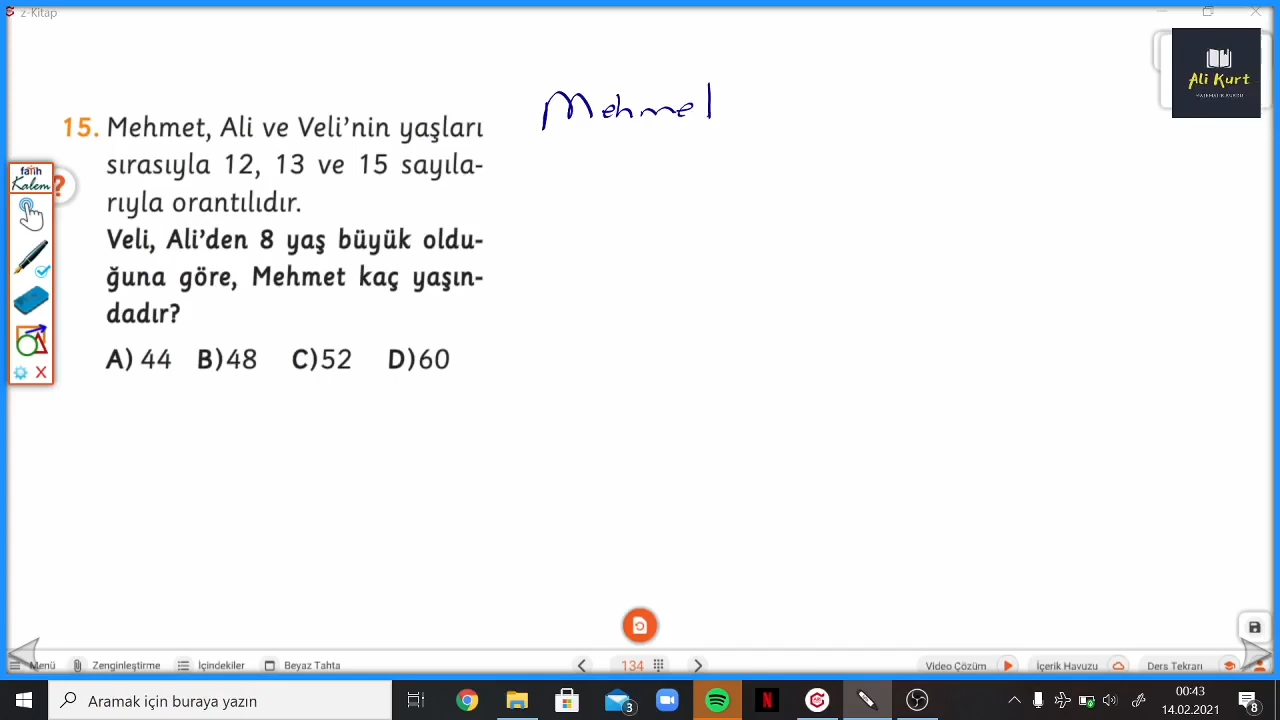 z-Kitap
Ali Kurt
Mehmet
15. Mehmet, Ali ve Veli'nin yaşları
sırasıyla 12, 13 ve 15 sayıla-
rıyla orantılıdır.
Veli, Ali'den 8 yaş büyük oldu-
ğuna göre, Mehmet kaç yaşın-
dadır?
A) 44 B) 48 C) 52 D) 60
fatih
Kalem
?
Menü Zenginleştirme İçindekiler Beyaz Tahta 134 Video Çözüm İçerik Havuzu Ders Tekrarı
Aramak için buraya yazın 3 00:43
14.02.2021 8